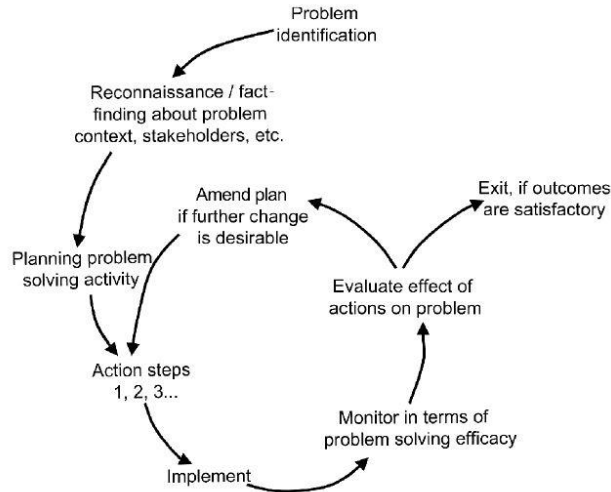 Problem
identification
Reconnaissance / fact-
finding about problem
context, stakeholders, etc.
Amend plan
if further change
is desirable
Exit, if outcomes
are satisfactory
Planning problem
solving activity
Evaluate effect of
actions on problem
Action steps
1, 2, 3...
Monitor in terms of
problem solving efficacy
Implement